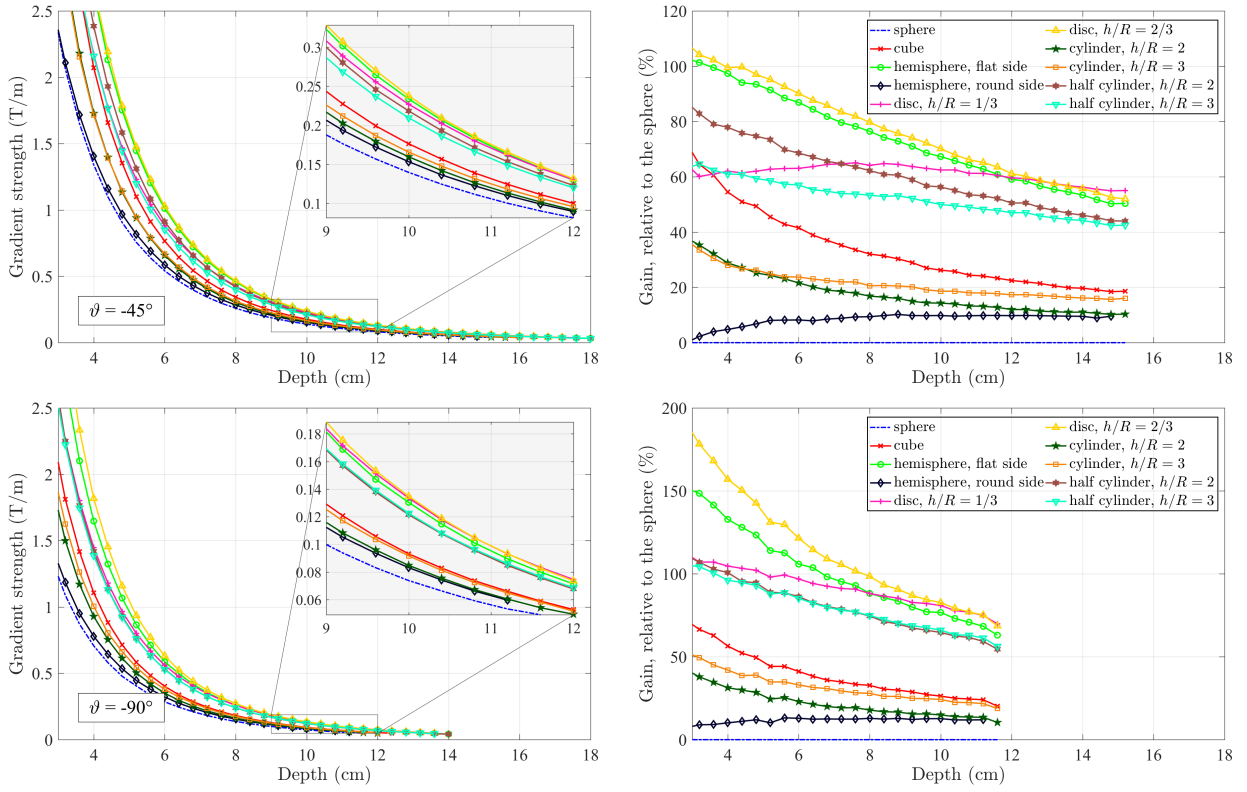 Gradient strength (T/m)
2.5
2
1.5
1
0.5
0
4
6
8
10
12
14
16
18
Depth (cm)
ϑ = -45°
0.3
0.25
0.2
0.15
0.1
9
10
11
12
Gain, relative to the sphere (%)
120
100
80
60
40
20
0
4
6
8
10
12
14
16
18
Depth (cm)
sphere
cube
hemisphere, flat side
hemisphere, round side
disc, h/R = 1/3
disc, h/R = 2/3
cylinder, h/R = 2
cylinder, h/R = 3
half cylinder, h/R = 2
half cylinder, h/R = 3
Gradient strength (T/m)
2.5
2
1.5
1
0.5
0
4
6
8
10
12
14
16
18
Depth (cm)
ϑ = -90°
0.18
0.16
0.14
0.12
0.1
0.08
0.06
9
10
11
12
Gain, relative to the sphere (%)
200
150
100
50
0
4
6
8
10
12
14
16
18
Depth (cm)
sphere
cube
hemisphere, flat side
hemisphere, round side
disc, h/R = 1/3
disc, h/R = 2/3
cylinder, h/R = 2
cylinder, h/R = 3
half cylinder, h/R = 2
half cylinder, h/R = 3